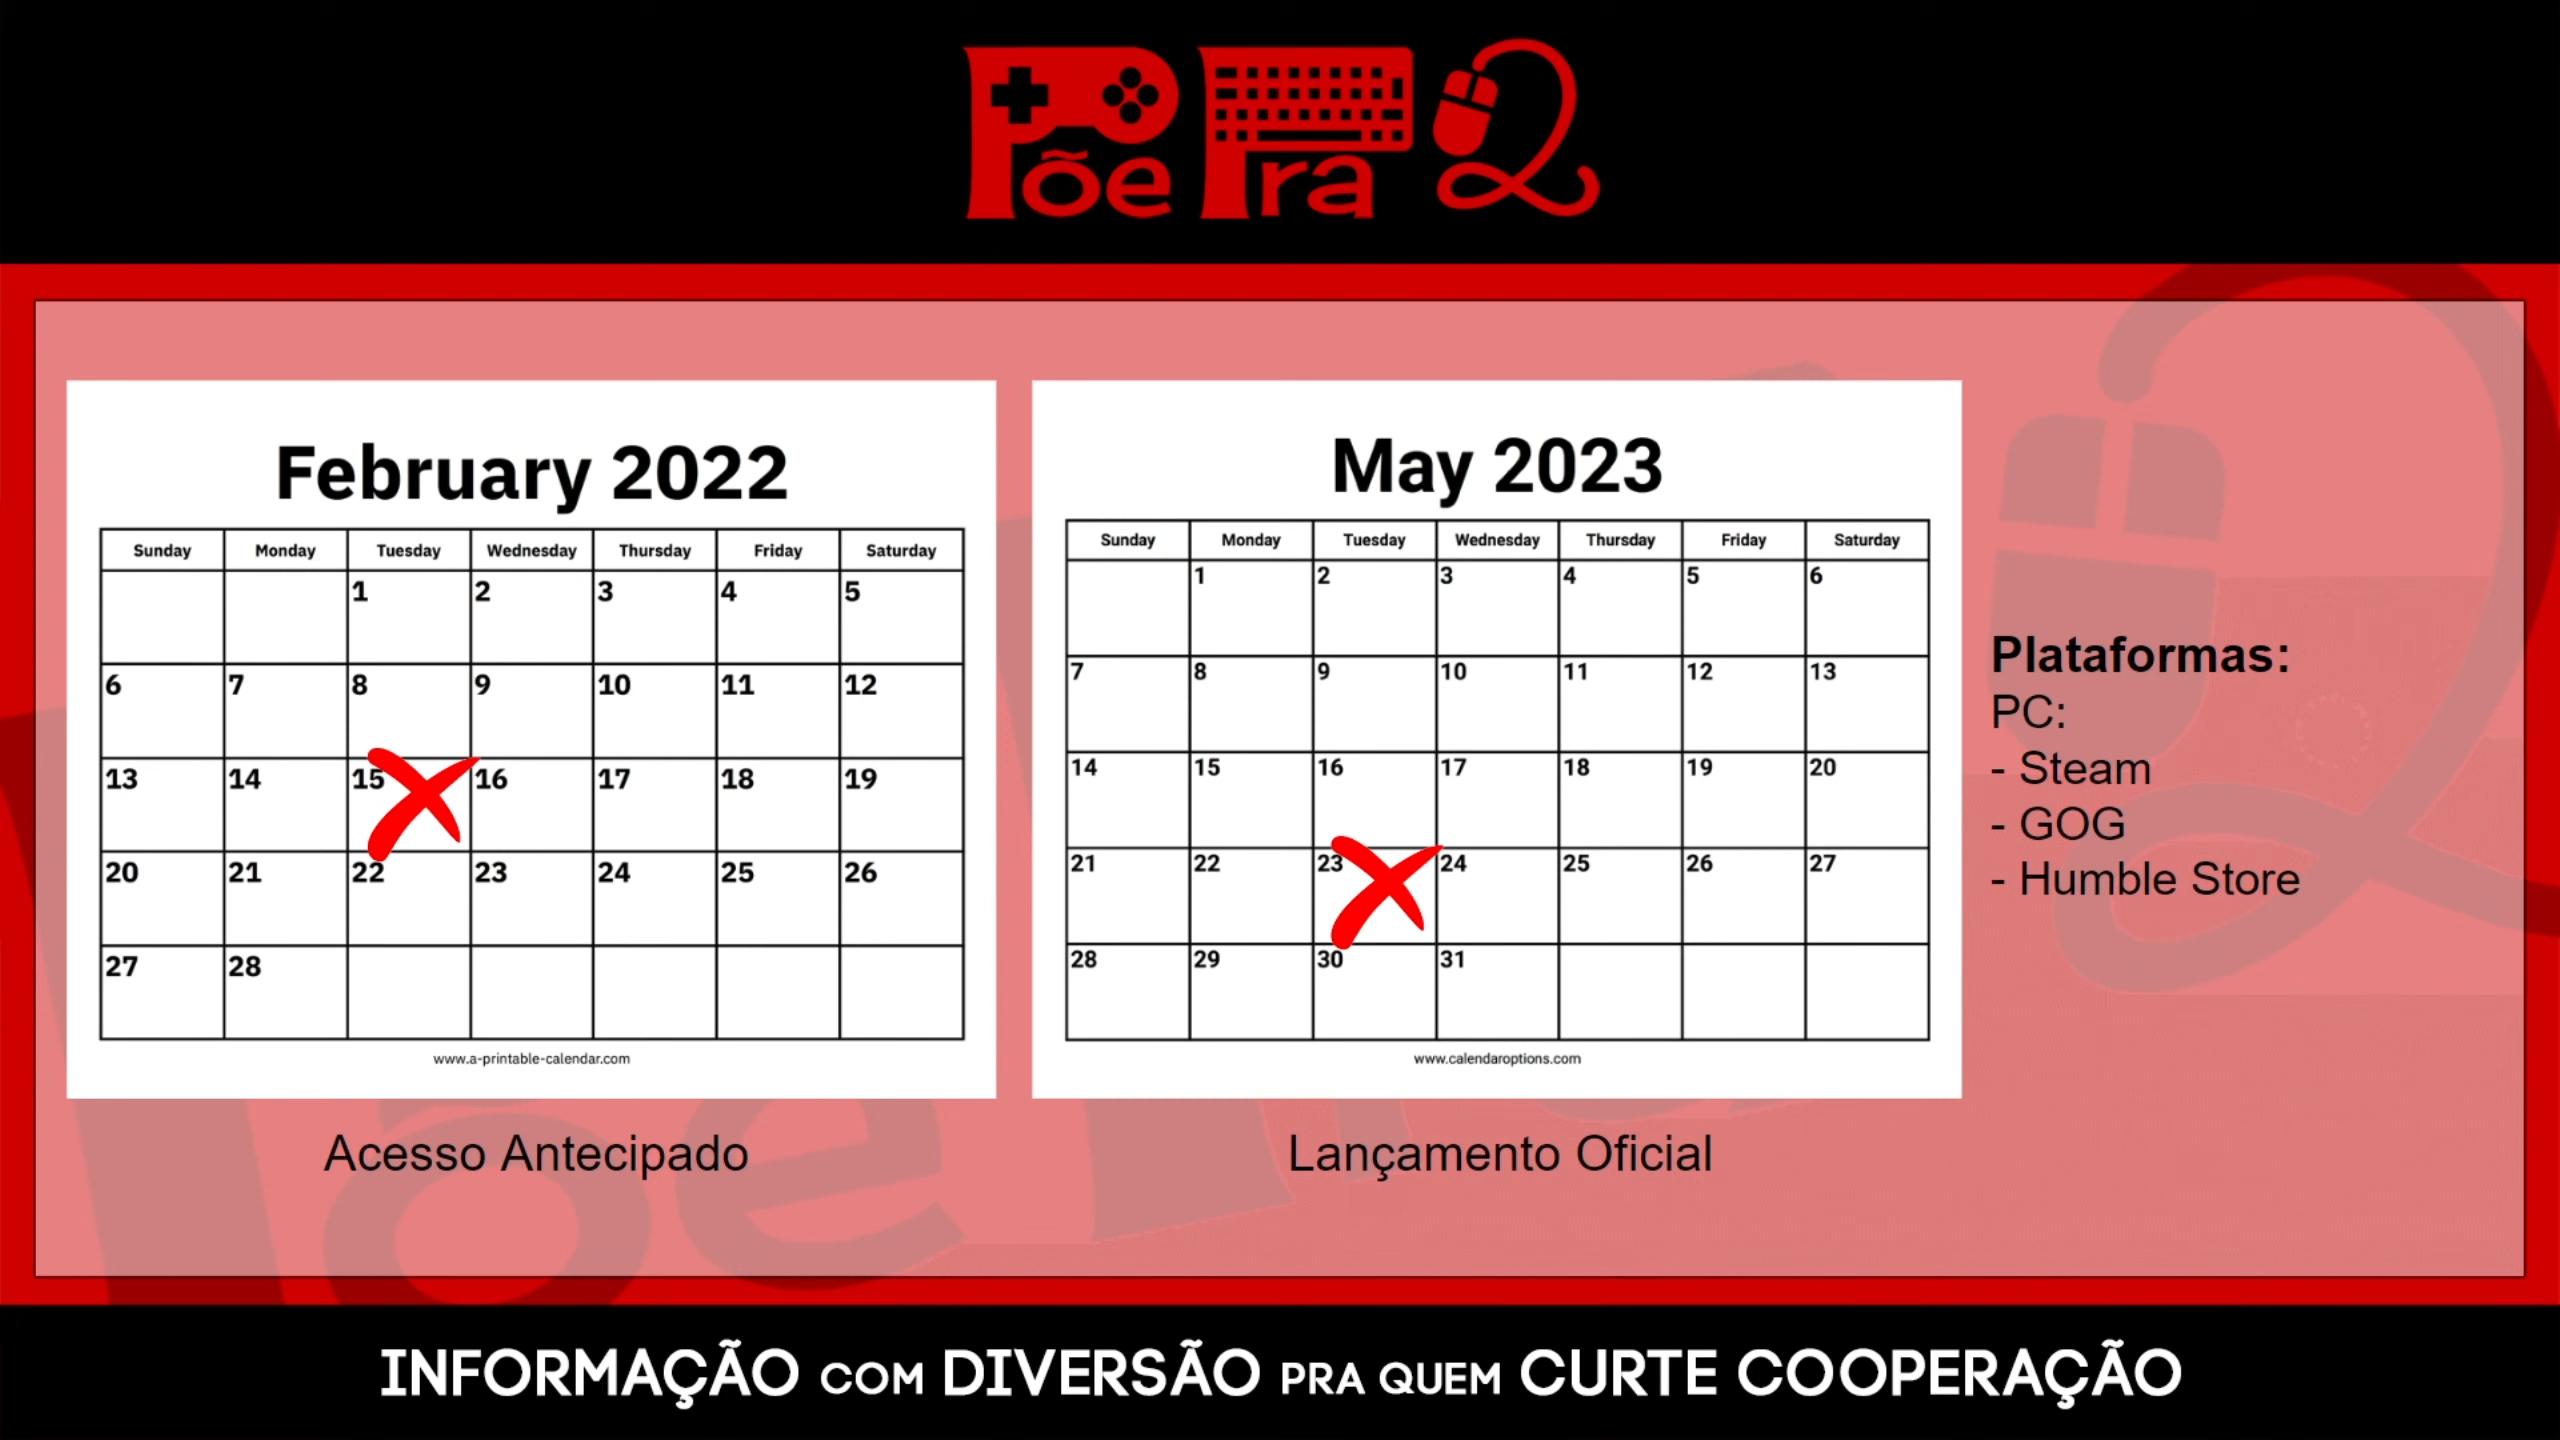 Põe Pra 2
February 2022
Sunday Monday Tuesday Wednesday Thursday Friday Saturday
1 2 3 4 5
6 7 8 9 10 11 12
13 14 15 16 17 18 19
20 21 22 23 24 25 26
27 28
www.a-printable-calendar.com
Acesso Antecipado
May 2023
Sunday Monday Tuesday Wednesday Thursday Friday Saturday
1 2 3 4 5 6
7 8 9 10 11 12 13
14 15 16 17 18 19 20
21 22 23 24 25 26 27
28 29 30 31
www.calendaroptions.com
Lançamento Oficial
Plataformas:
PC:
- Steam
- GOG
- Humble Store
INFORMAÇÃO COM DIVERSÃO PRA QUEM CURTE COOPERAÇÃO